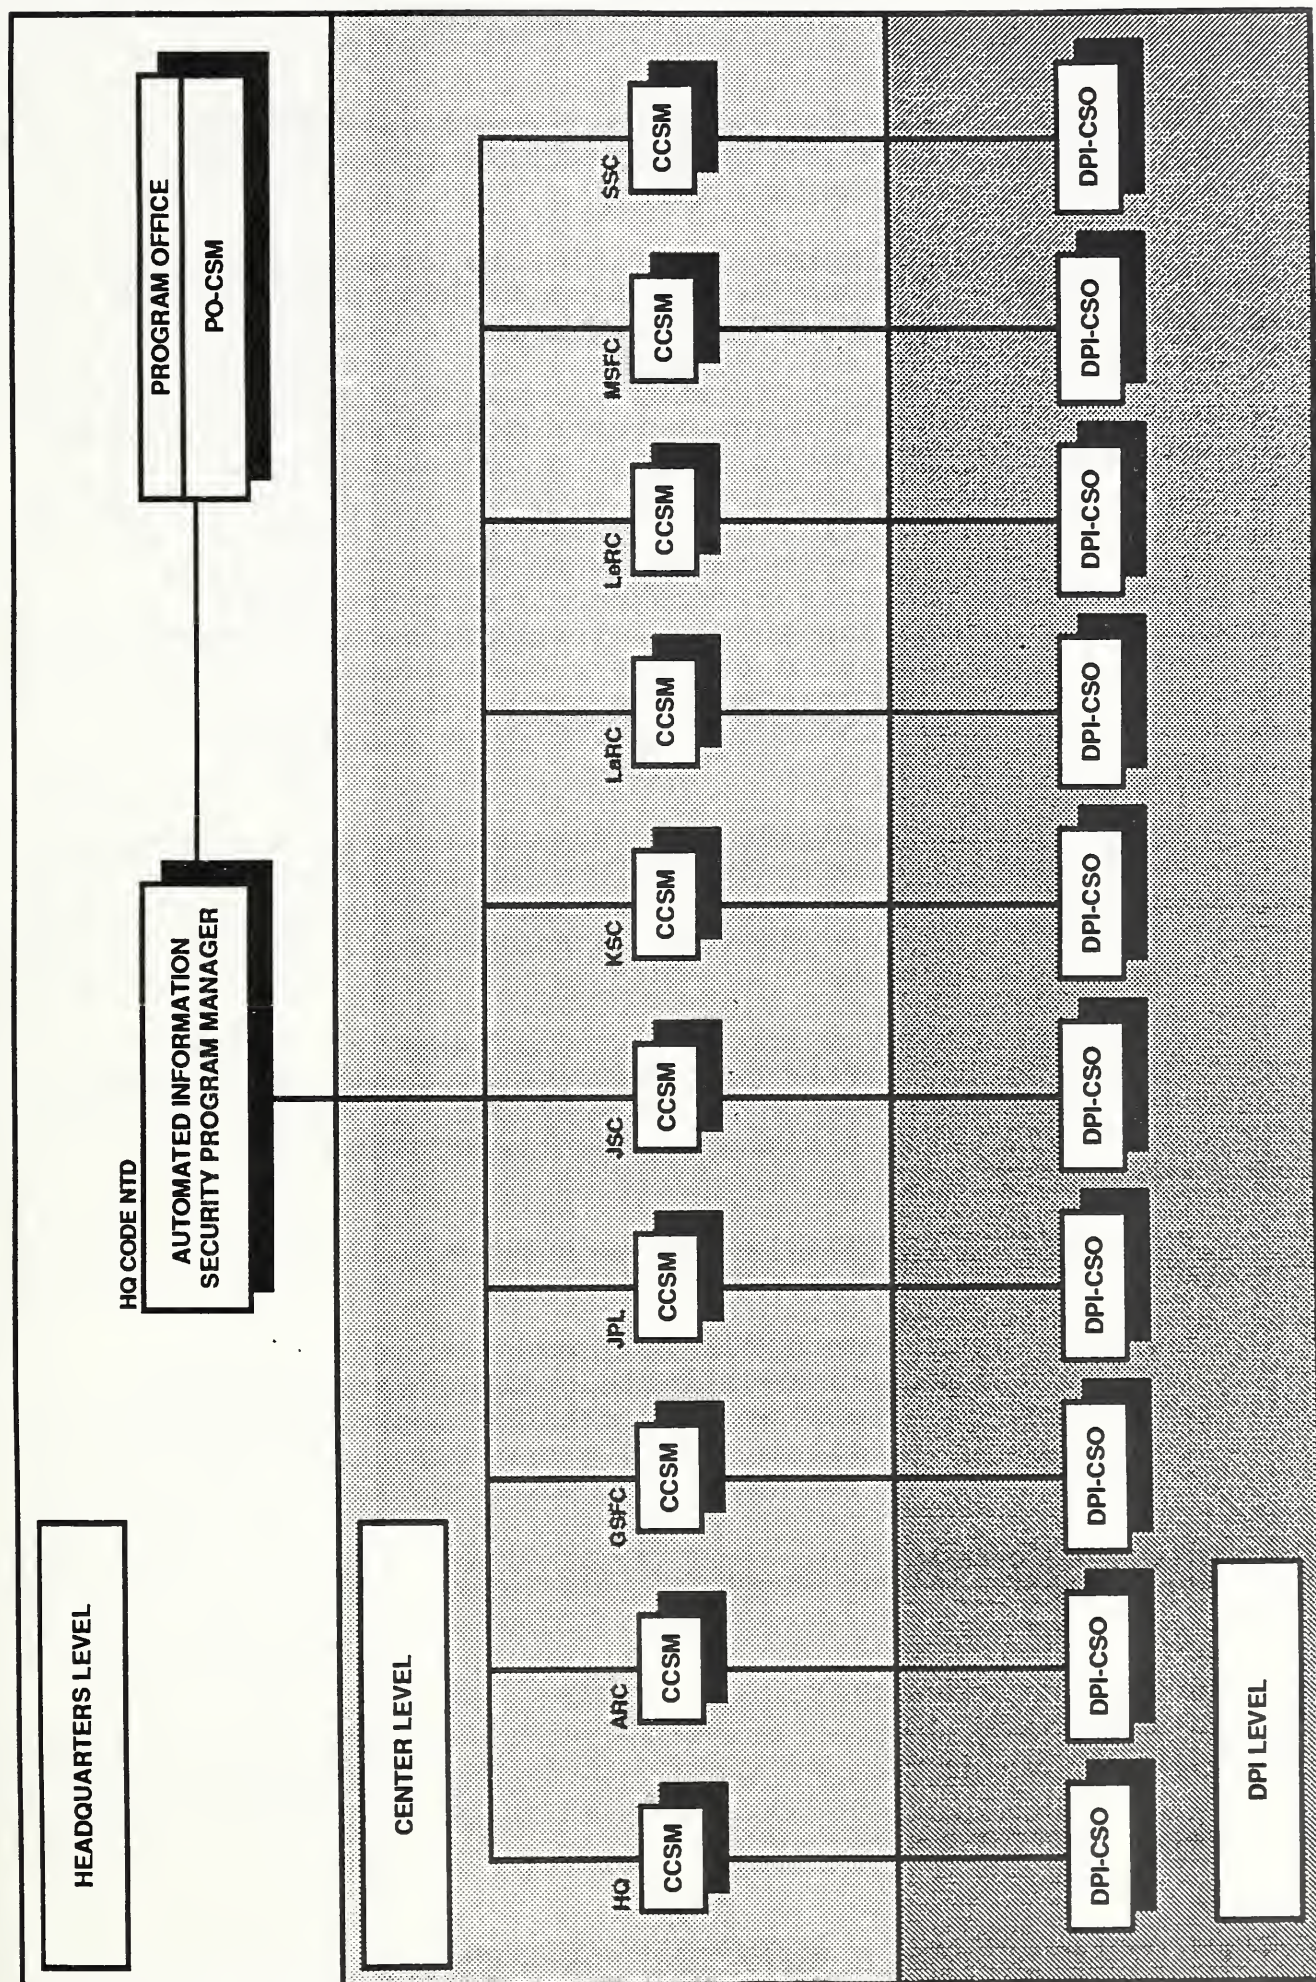 HEADQUARTERS LEVEL
HQ CODE NTD
AUTOMATED INFORMATION
SECURITY PROGRAM MANAGER
PROGRAM OFFICE
PO-CSM
CENTER LEVEL
HQ
CCSM
ARC
CCSM
GSFC
CCSM
JPL
CCSM
JSC
CCSM
KSC
CCSM
LaRC
CCSM
LeRC
CCSM
MSFC
CCSM
SSC
CCSM
DPI-CSO
DPI-CSO
DPI-CSO
DPI-CSO
DPI-CSO
DPI-CSO
DPI-CSO
DPI-CSO
DPI-CSO
DPI-CSO
DPI LEVEL